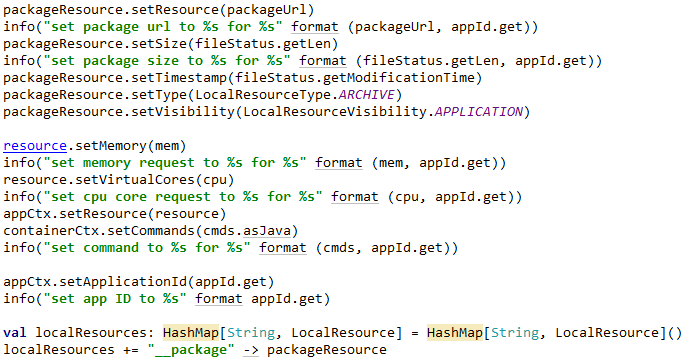 packageResource.setResource(packageUrl)
info("set package url to %s for %s" format (packageUrl, appId.get))
packageResource.setSize(fileStatus.getLen)
info("set package size to %s for %s" format (fileStatus.getLen, appId.get))
packageResource.setTimestamp(fileStatus.getModificationTime)
packageResource.setType(LocalResourceType.ARCHIVE)
packageResource.setVisibility(LocalResourceVisibility.APPLICATION)

resource.setMemory(mem)
info("set memory request to %s for %s" format (mem, appId.get))
resource.setVirtualCores(cpu)
info("set cpu core request to %s for %s" format (cpu, appId.get))
appCtx.setResource(resource)
containerCtx.setCommands(cmds.asJava)
info("set command to %s for %s" format (cmds, appId.get))

appCtx.setApplicationId(appId.get)
info("set app ID to %s" format appId.get)

val localResources: HashMap[String, LocalResource] = HashMap[String, LocalResource]()
localResources += "__package" -> packageResource